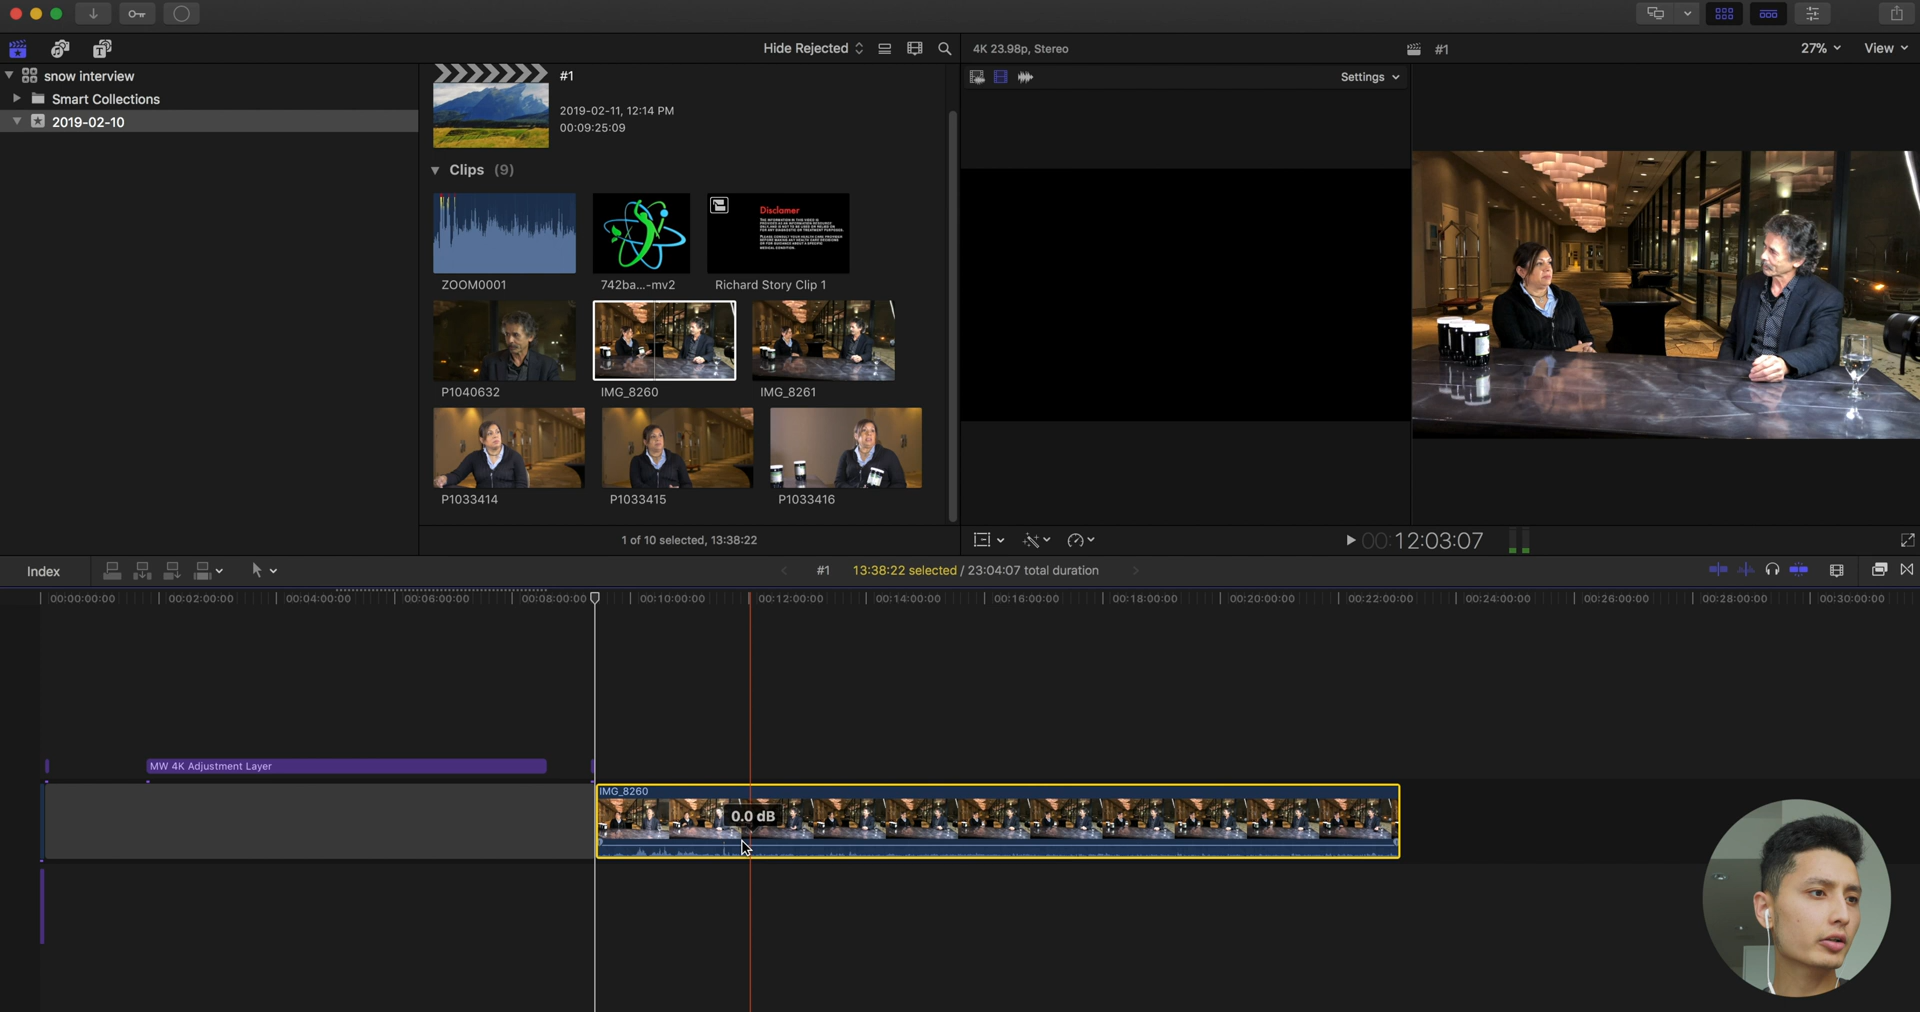 Hide Rejected
4K 23.98p, Stereo
#1
27%
View
snow interview
Smart Collections
2019-02-10
#1
2019-02-11, 12:14 PM
00:09:25:09
Settings
Clips (9)
Disclamer
ZOOM0001
742ba...-mv2
Richard Story Clip 1
P1040632
IMG_8260
IMG_8261
P1033414
P1033415
P1033416
1 of 10 selected, 13:38:22
00:12:03:07
Index
#1
13:38:22 selected / 23:04:07 total duration
00:00:00:00
00:02:00:00
00:04:00:00
00:06:00:00
00:08:00:00
00:10:00:00
00:12:00:00
00:14:00:00
00:16:00:00
00:18:00:00
00:20:00:00
00:22:00:00
00:24:00:00
00:26:00:00
00:28:00:00
00:30:00:00
MW 4K Adjustment Layer
IMG_8260
0.0 dB